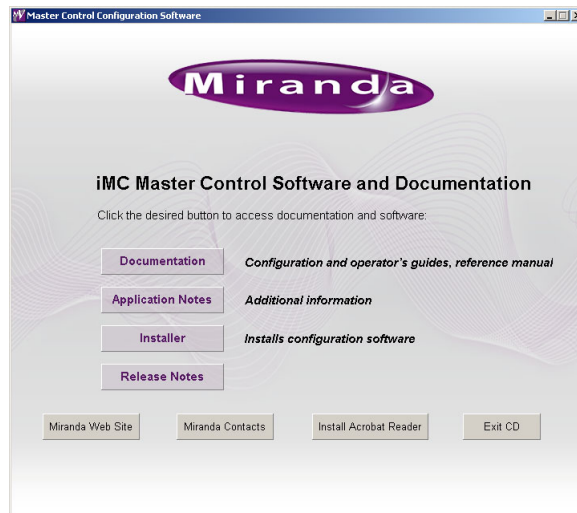 Master Control Configuration Software
Miranda
iMC Master Control Software and Documentation
Click the desired button to access documentation and software:
Documentation Configuration and operator's guides, reference manual
Application Notes Additional information
Installer Installs configuration software
Release Notes
Miranda Web Site Miranda Contacts Install Acrobat Reader Exit CD